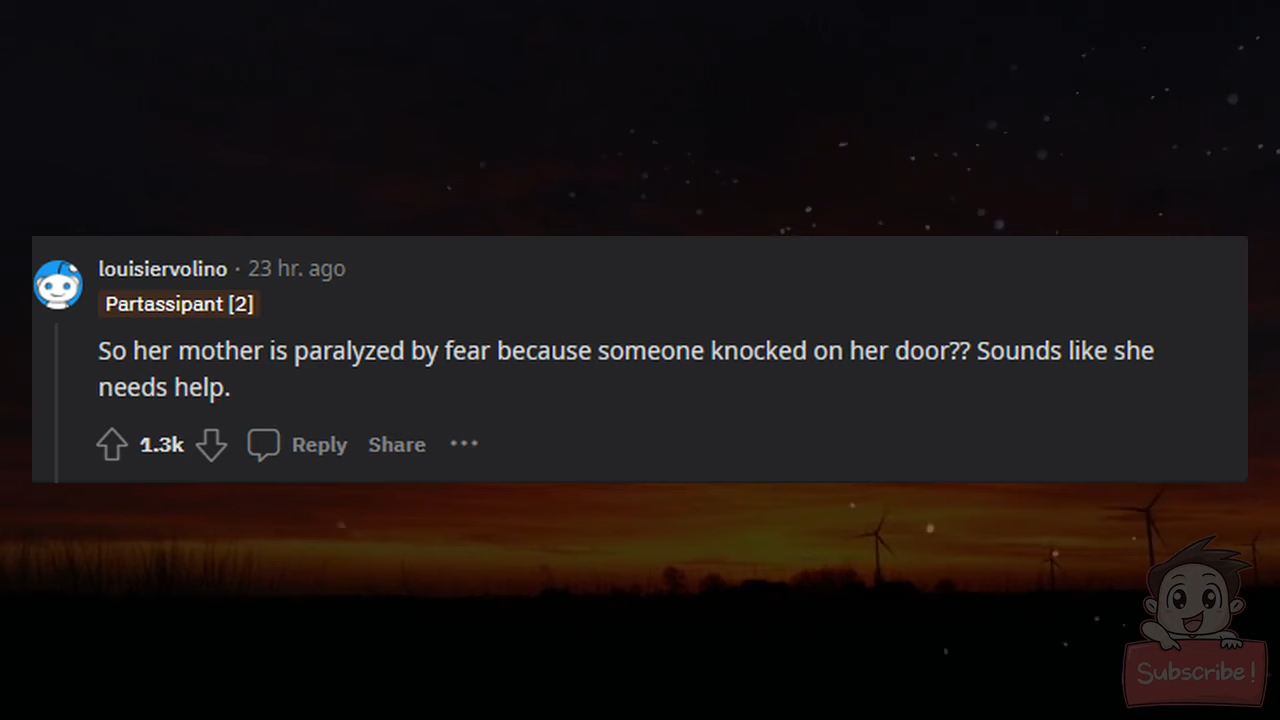 louisiervolino · 23 hr. ago
Partassipant [2]
So her mother is paralyzed by fear because someone knocked on her door?? Sounds like she
needs help.
1.3k Reply Share ···
Subscribe!